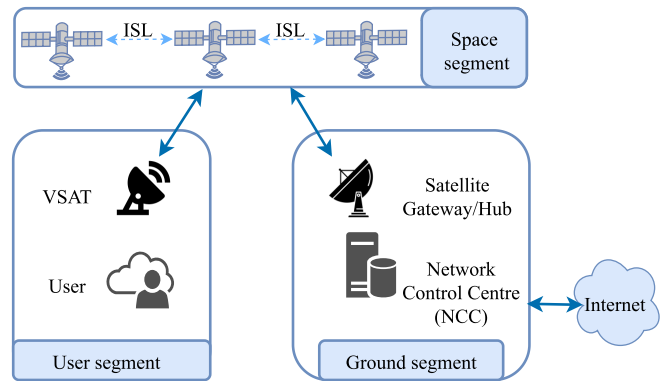 ISL
ISL
Space
segment
VSAT
User
User segment
Satellite
Gateway/Hub
Network
Control Centre
(NCC)
Ground segment
Internet